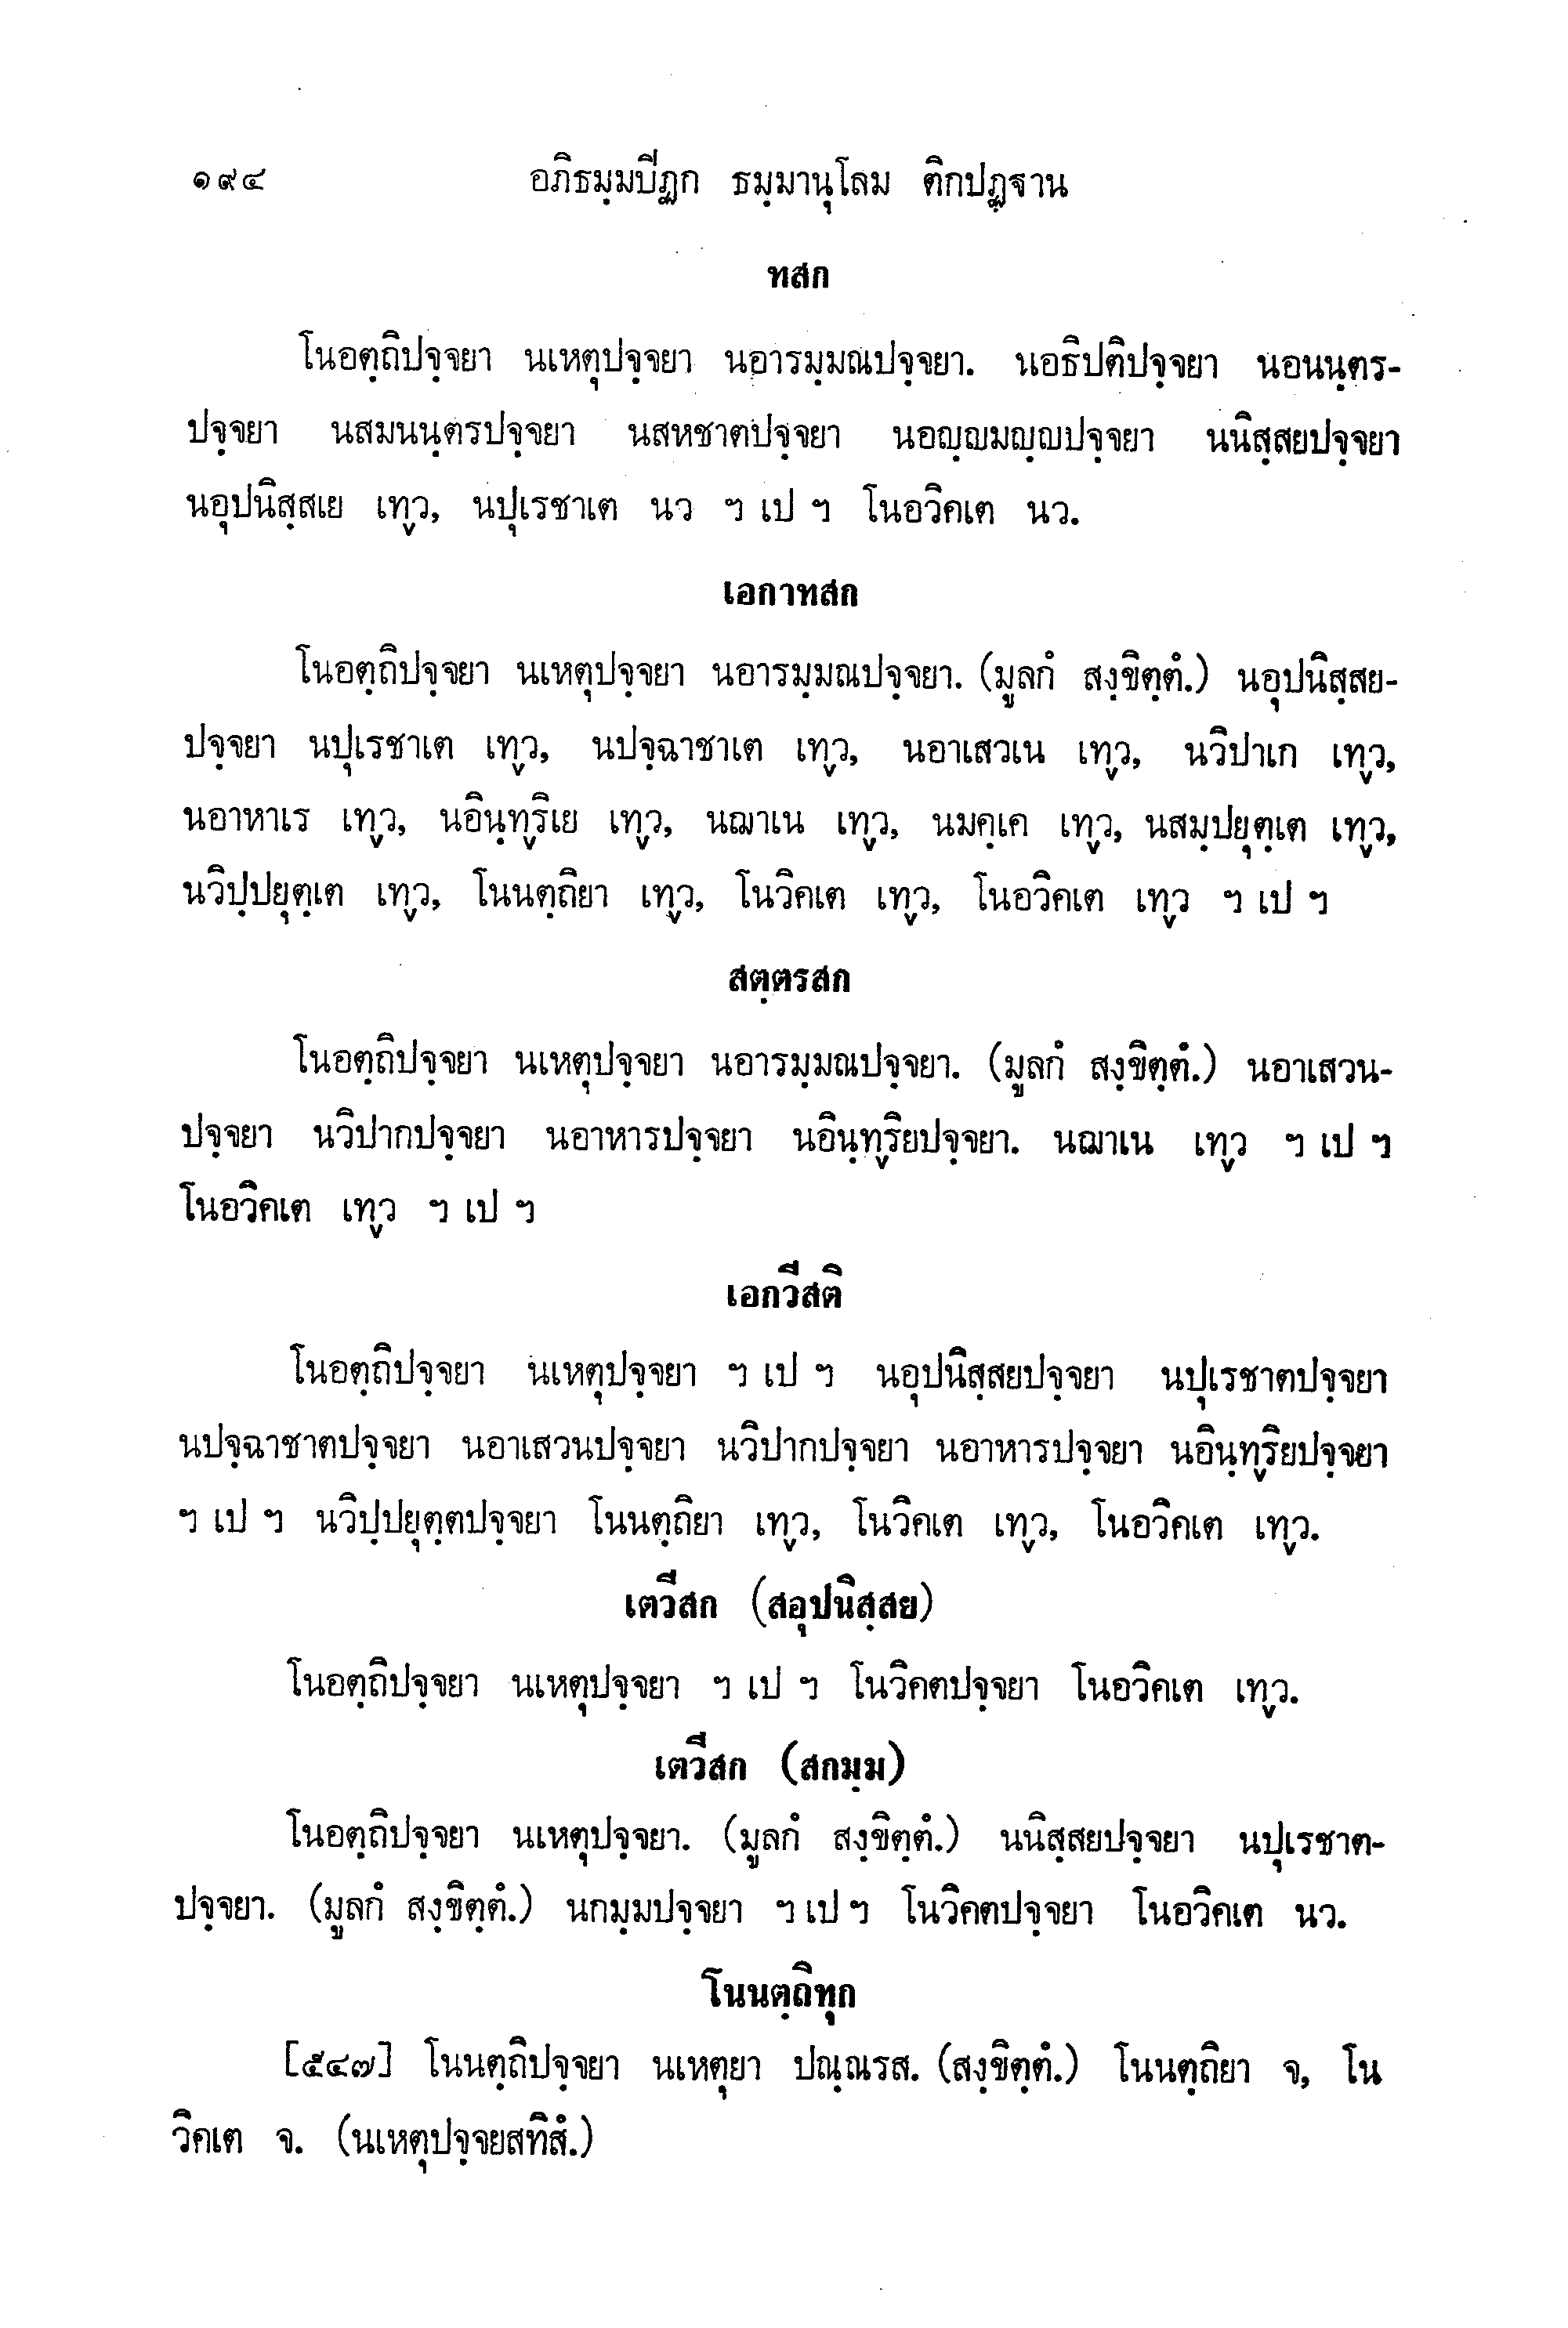 ๑๙๔ อภิธมฺมปีฏก ธมฺมานุโลม ติกปฏฺฐาน
ทสก
โนอตฺถิปจฺจยา นเหตุปจฺจยา นอารมฺมณปจฺจยา. นอธิปติปจฺจยา นอนนฺตร-
ปจฺจยา นสมนนฺตรปจฺจยา นสหชาตปจฺจยา นอญฺญมญฺญปจฺจยา นนิสฺสยปจฺจยา
นอุปนิสฺสเย เทฺว, นปุเรชาเต นว ฯ เป ฯ โนอวิคเต นว.
เอกาทสก
โนอตฺถิปจฺจยา นเหตุปจฺจยา นอารมฺมณปจฺจยา. (มูลกํ สงฺขิตฺตํ.) นอุปนิสฺสย-
ปจฺจยา นปุเรชาเต เทฺว, นปจฺฉาชาเต เทฺว, นอาเสวเน เทฺว, นวิปาเก เทฺว,
นอาหาเร เทฺว, นอินฺทฺริเย เทฺว, นฌาเน เทฺว, นมคฺเค เทฺว, นสมฺปยุตฺเต เทฺว,
นวิปฺปยุตฺเต เทฺว, โนนตฺถิยา เทฺว, โนวิคเต เทฺว, โนอวิคเต เทฺว ฯ เป ฯ
สตฺตรสก
โนอตฺถิปจฺจยา นเหตุปจฺจยา นอารมฺมณปจฺจยา. (มูลกํ สงฺขิตฺตํ.) นอาเสวน-
ปจฺจยา นวิปากปจฺจยา นอาหารปจฺจยา นอินฺทฺริยปจฺจยา. นฌาเน เทฺว ฯ เป ฯ
โนอวิคเต เทฺว ฯ เป ฯ
เอกวีสติ
โนอตฺถิปจฺจยา นเหตุปจฺจยา ฯ เป ฯ นอุปนิสฺสยปจฺจยา นปุเรชาตปจฺจยา
นปจฺฉาชาตปจฺจยา นอาเสวนปจฺจยา นวิปากปจฺจยา นอาหารปจฺจยา นอินฺทฺริยปจฺจยา
ฯ เป ฯ นวิปฺปยุตฺตปจฺจยา โนนตฺถิยา เทฺว, โนวิคเต เทฺว, โนอวิคเต เทฺว.
เตวีสก (สอุปนิสฺสย)
โนอตฺถิปจฺจยา นเหตุปจฺจยา ฯ เป ฯ โนวิคตปจฺจยา โนอวิคเต เทฺว.
เตวีสก (สกมฺม)
โนอตฺถิปจฺจยา นเหตุปจฺจยา. (มูลกํ สงฺขิตฺตํ.) นนิสฺสยปจฺจยา นปุเรชาต-
ปจฺจยา. (มูลกํ สงฺขิตฺตํ.) นกมฺมปจฺจยา ฯ เป ฯ โนวิคตปจฺจยา โนอวิคเต นว.
โนนตฺถิทุก
[๕๔๗] โนนตฺถิปจฺจยา นเหตุยา ปณฺณรส. (สงฺขิตฺตํ.) โนนตฺถิยา จ, โน
วิคเต จ. (นเหตุปจฺจยสทิสํ.)